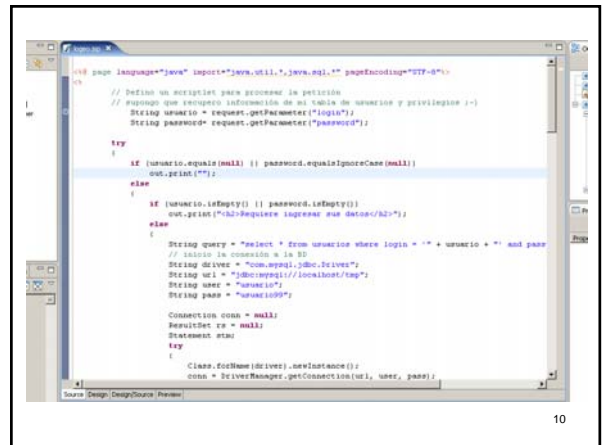 logeo.jsp
<%@ page language="java" import="java.util.*,java.sql.*" pageEncoding="UTF-8"%>
<%
// Defino un scriptlet para procesar la petición
// supongo que recupero información de mi tabla de usuarios y privilegios ;-)
String usuario = request.getParameter("login");
String password= request.getParameter("password");
try
{
if (usuario.equals(null) || password.equalsIgnoreCase(null))
out.print("");
else
{
if (usuario.isEmpty() || password.isEmpty())
out.print("<h2>Requiere ingresar sus datos</h2>");
else
{
String query = "select * from usuarios where login = '" + usuario + "' and pass
// inicio la conexión a la BD
String driver = "com.mysql.jdbc.Driver";
String url = "jdbc:mysql://localhost/tmp";
String user = "usuario";
String pass = "usuario99";
Connection conn = null;
ResultSet rs = null;
Statement stm;
try
{
Class.forName(driver).newInstance();
conn = DriverManager.getConnection(url, user, pass);
Source Design Design/Source Preview
10